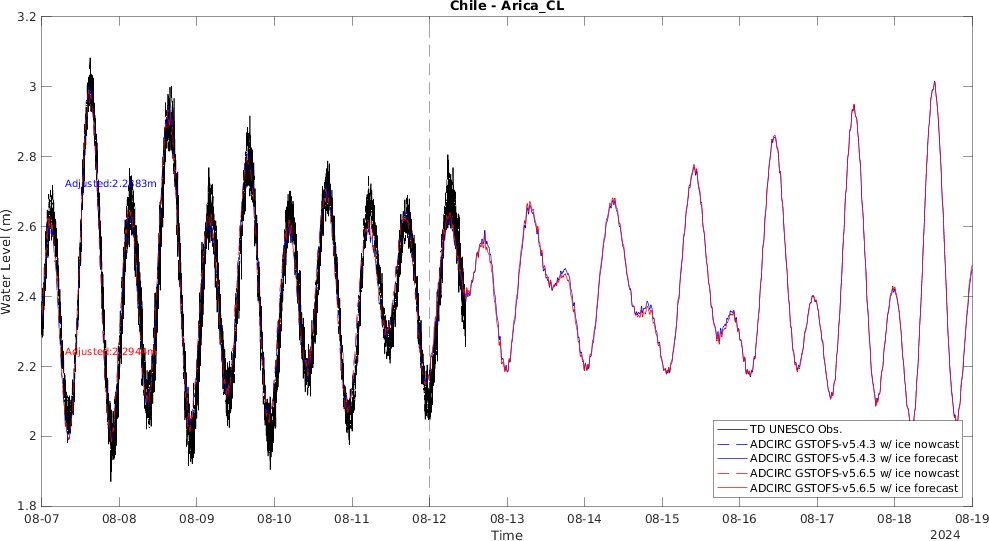 Chile - Arica_CL
3.2
3
2.8
2.6
2.4
2.2
2
1.8
Water Level (m)
Adjusted:2.2383m
Adjusted:2.2944m
08-07
08-08
08-09
08-10
08-11
08-12
08-13
08-14
08-15
08-16
08-17
08-18
08-19
Time
2024
TD UNESCO Obs.
ADCIRC GSTOFS-v5.4.3 w/ ice nowcast
ADCIRC GSTOFS-v5.4.3 w/ ice forecast
ADCIRC GSTOFS-v5.6.5 w/ ice nowcast
ADCIRC GSTOFS-v5.6.5 w/ ice forecast